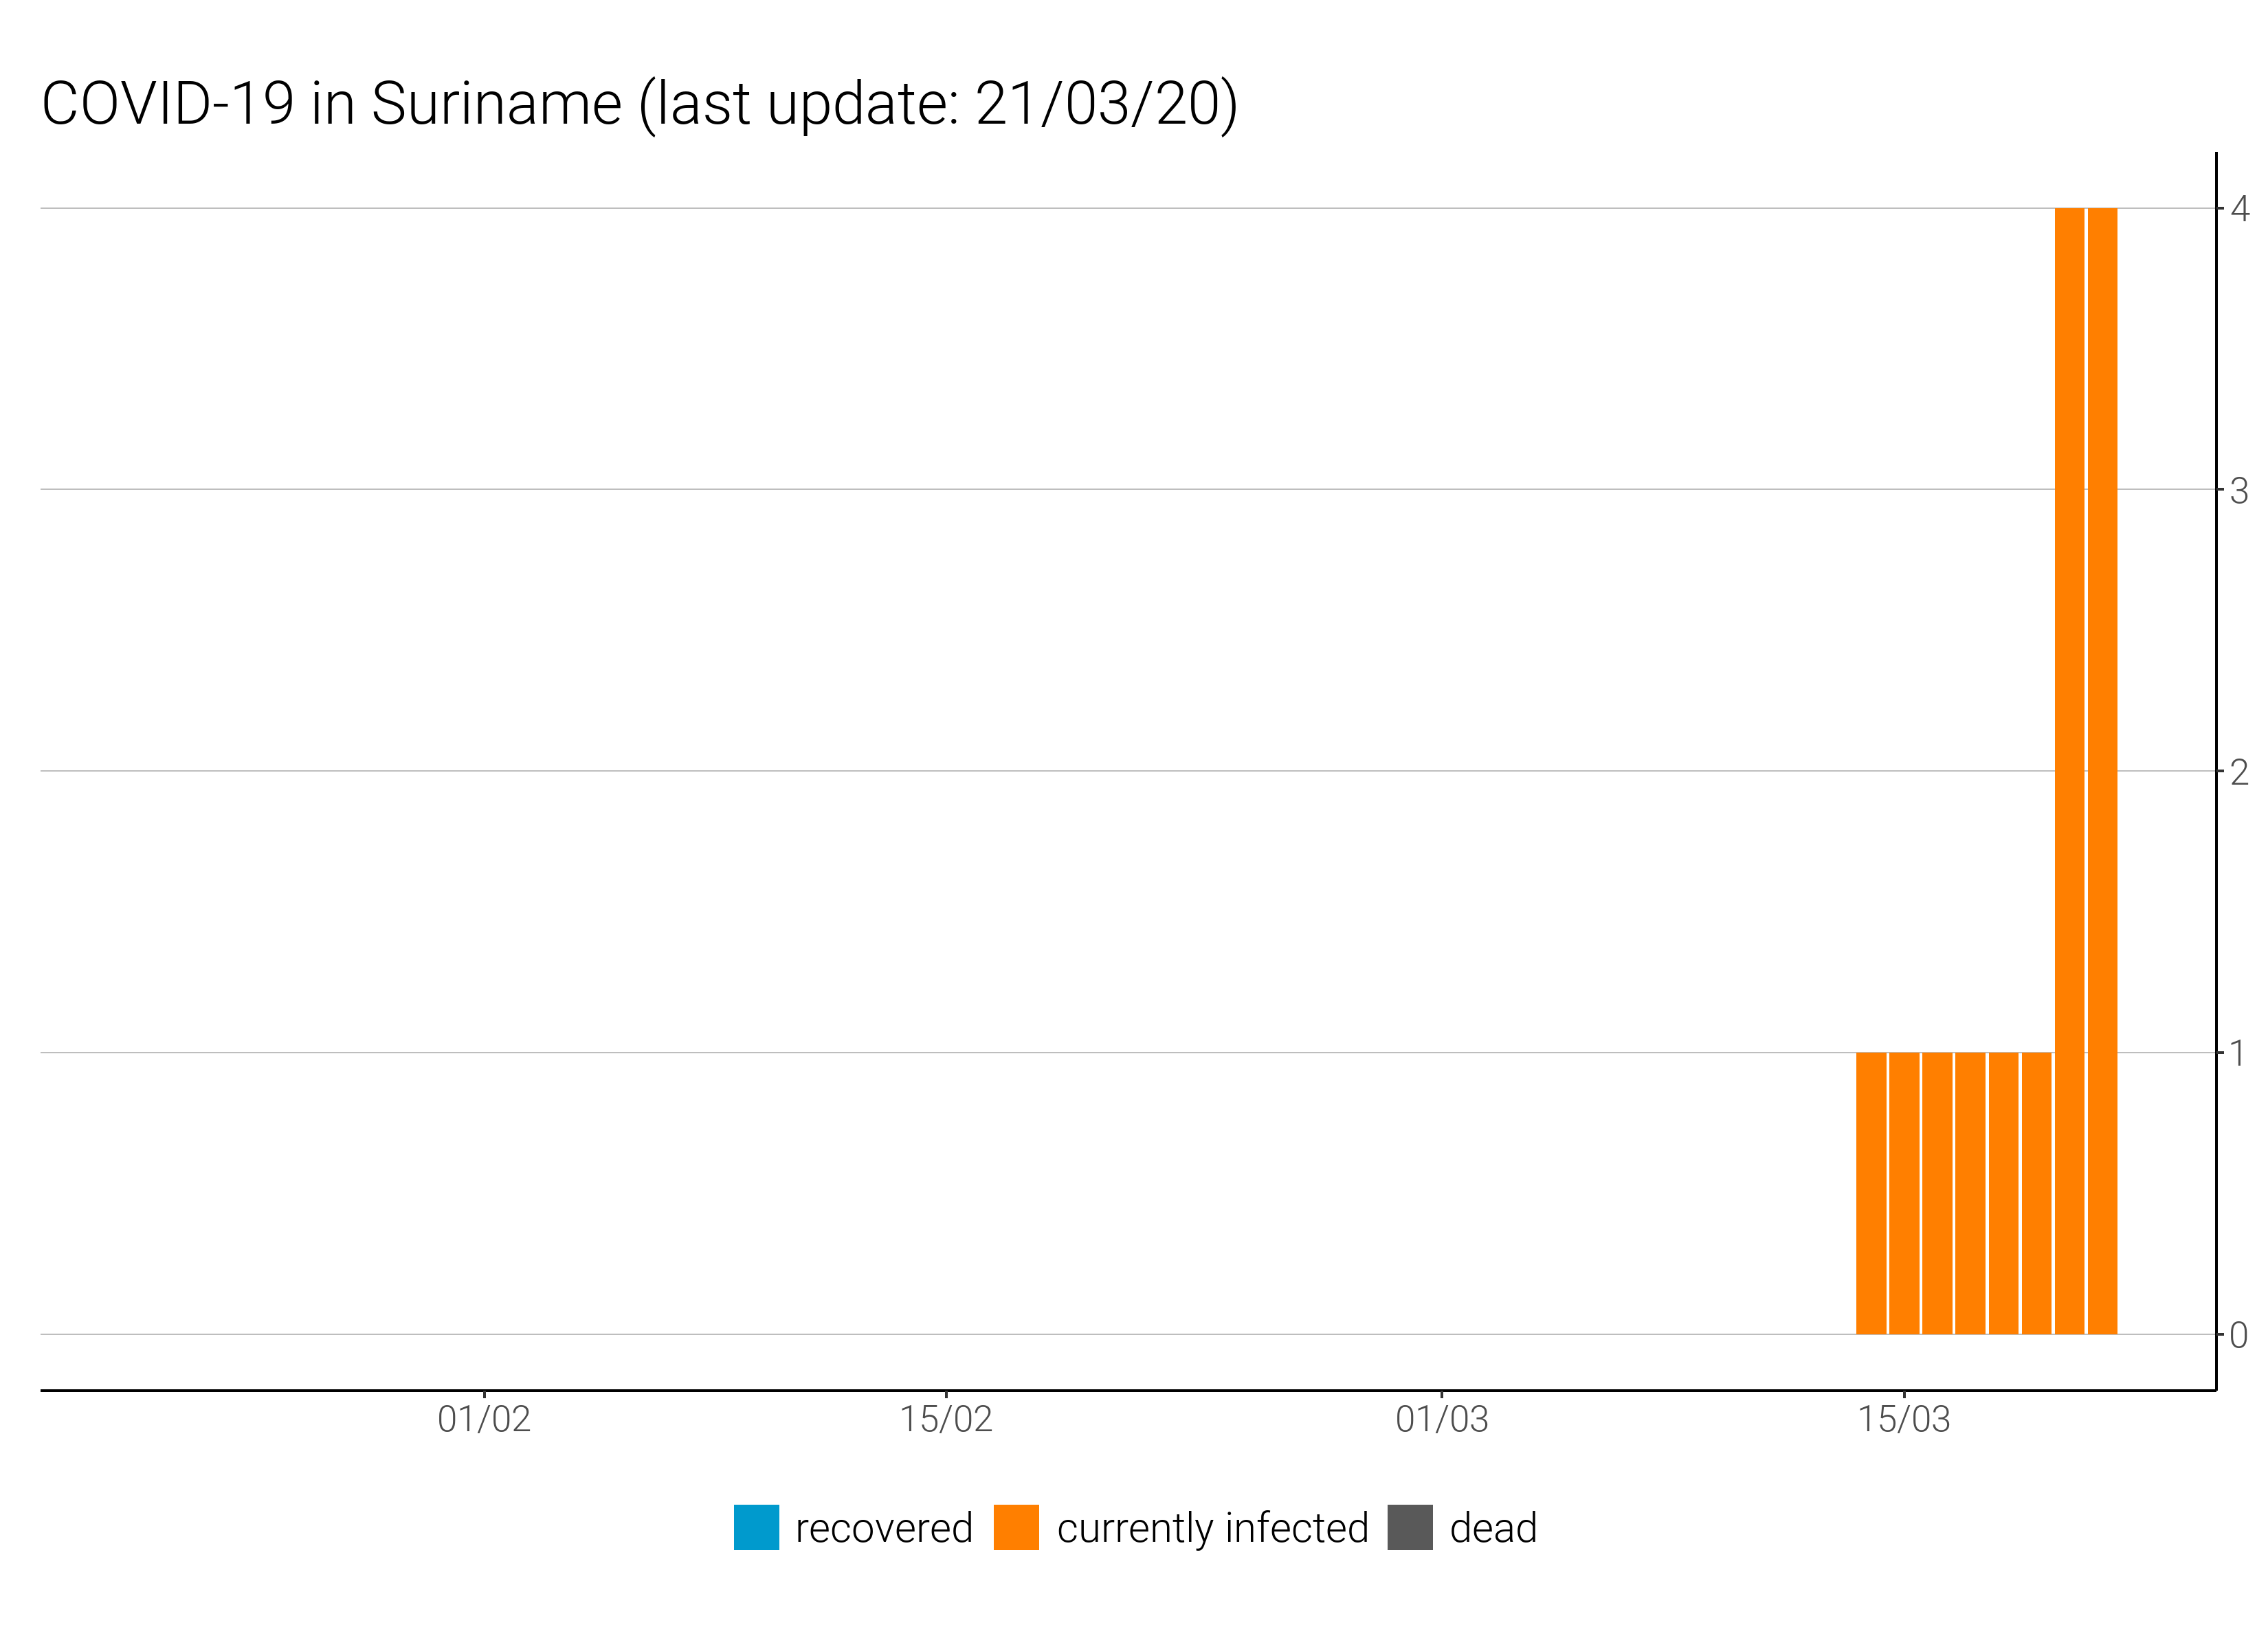 COVID-19 in Suriname (last update: 21/03/20)
4
3
2
1
0
01/02 15/02 01/03 15/03
recovered currently infected dead